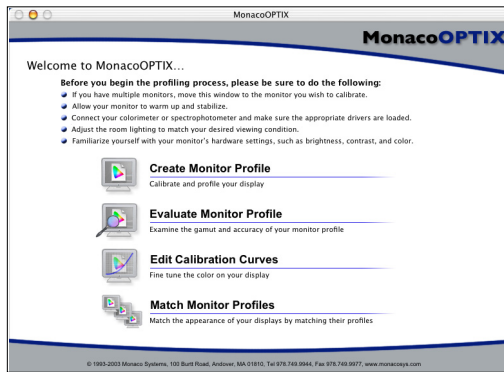 MonacoOPTIX
MonacoOPTIX
Welcome to MonacoOPTIX...
Before you begin the profiling process, please be sure to do the following:
If you have multiple monitors, move this window to the monitor you wish to calibrate.
Allow your monitor to warm up and stabilize.
Connect your colorimeter or spectrophotometer and make sure the appropriate drivers are loaded.
Adjust the room lighting to match your desired viewing condition.
Familiarize yourself with your monitor's hardware settings, such as brightness, contrast, and color.
Create Monitor Profile
Calibrate and profile your display
Evaluate Monitor Profile
Examine the gamut and accuracy of your monitor profile
Edit Calibration Curves
Fine tune the color on your display
Match Monitor Profiles
Match the appearance of your displays by matching their profiles
© 1993-2003 Monaco Systems, 100 Burtt Road, Andover, MA 01810, Tel 978.749.9944, Fax 978.749.9977, www.monacosys.com